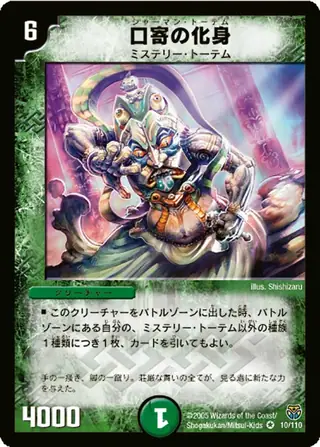 6
シャーマン・トーテム
口寄の化身
ミステリー・トーテム
illus. Shishizaru
クリーチャー
■ このクリーチャーをバトルゾーンに出した時、バトル
ゾーンにある自分の、ミステリー・トーテム以外の種族
1種類につき1枚、カードを引いてもよい。
手の一掻き、脚の一蹴り。荘厳な舞いの全てが、見る者に新たな力
を与えた。
4000
1
©2005 Wizards of the Coast/
Shogakukan/Mitsui-Kids
10/110